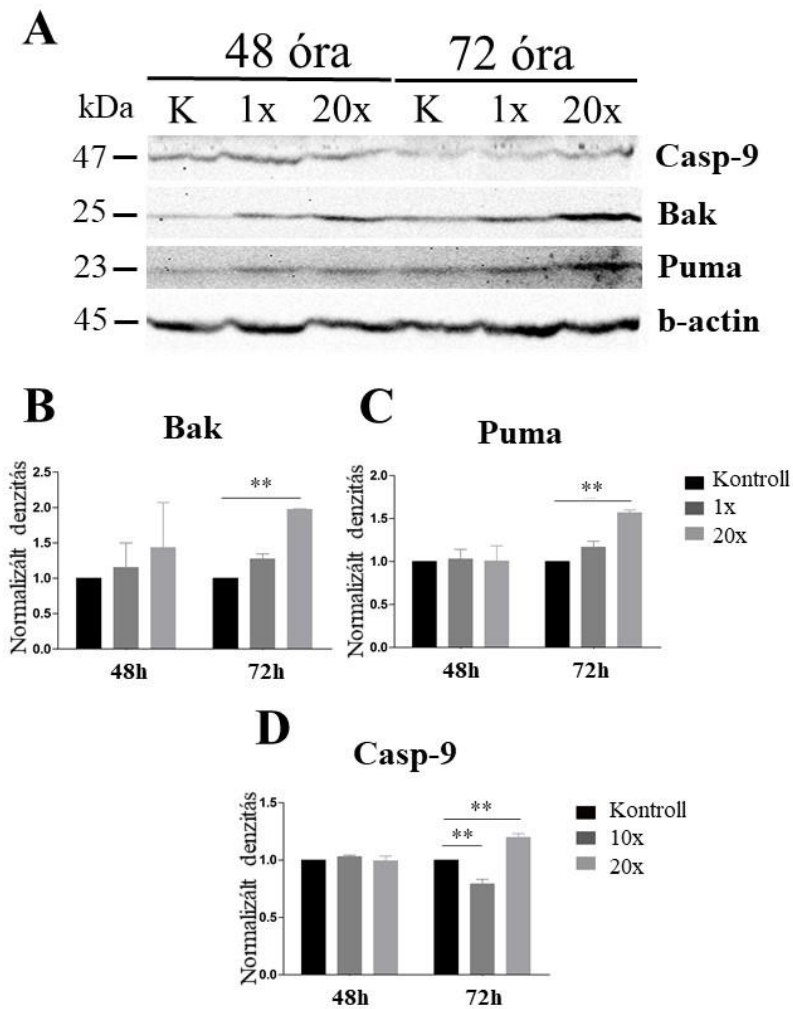 A
48 óra 72 óra
kDa K 1x 20x K 1x 20x
47 Casp-9
25 Bak
23 Puma
45 b-actin
B
Bak
Normalizált denzitás
2.5
2.0
1.5
1.0
0.5
0.0
**
48h 72h
C
Puma
Normalizált denzitás
2.0
1.5
1.0
0.5
0.0
**
48h 72h
Kontroll
1x
20x
D
Casp-9
Normalizált denzitás
1.5
1.0
0.5
0.0
**
**
48h 72h
Kontroll
10x
20x